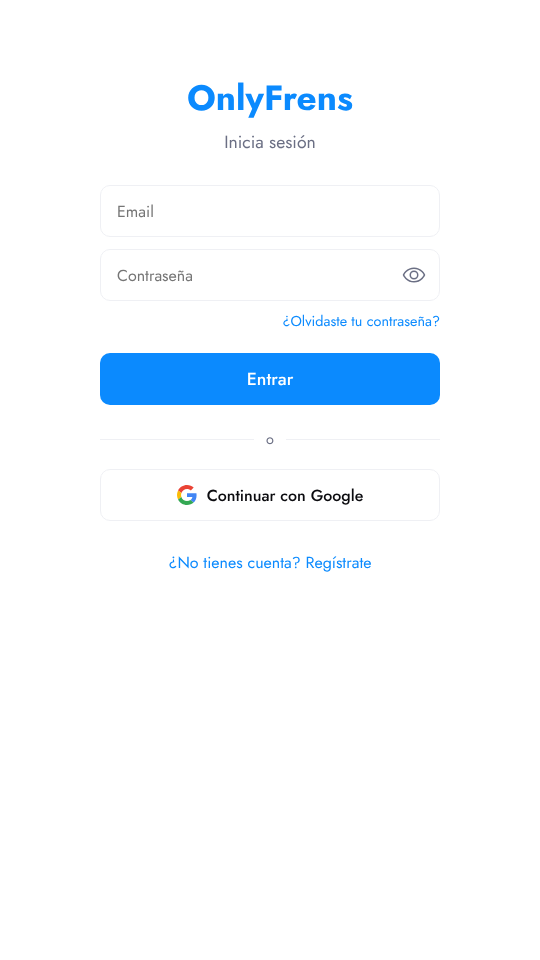 OnlyFrens
Inicia sesión
Email
Contraseña
¿Olvidaste tu contraseña?
Entrar
o
Continuar con Google
¿No tienes cuenta? Regístrate